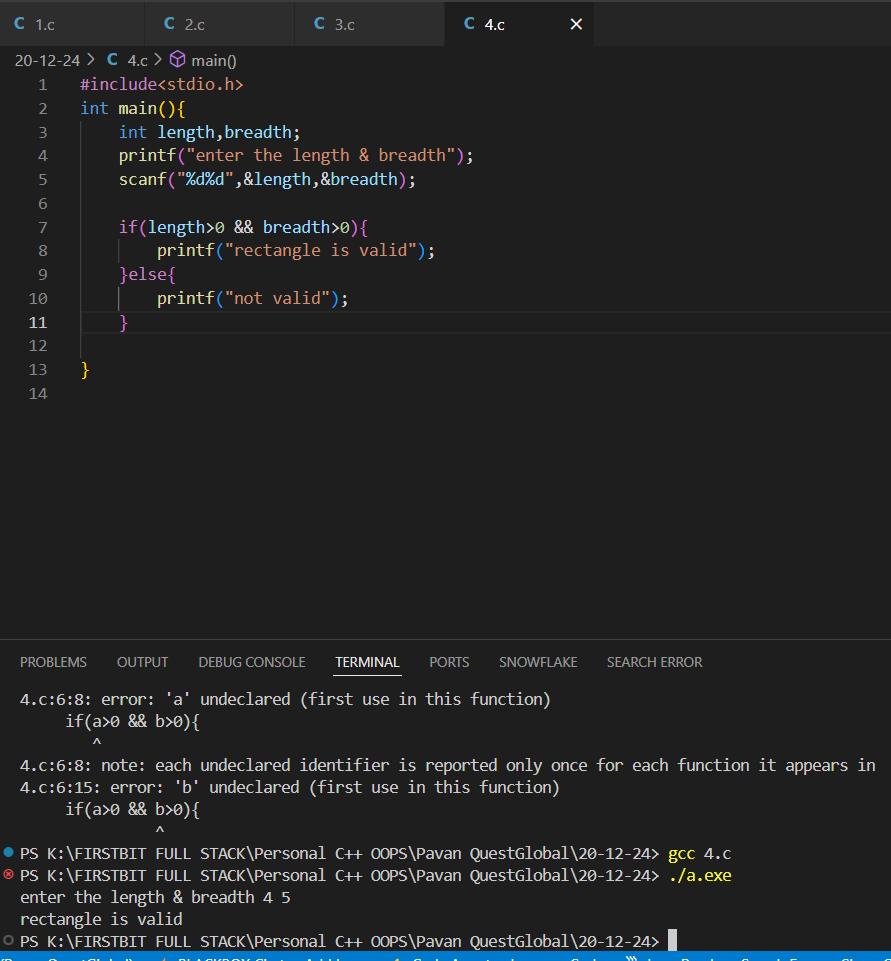 C 1.c C 2.c C 3.c C 4.c ×
20-12-24 > C 4.c > main()
1 #include<stdio.h>
2 int main(){
3 int length,breadth;
4 printf("enter the length & breadth");
5 scanf("%d%d",&length,&breadth);
6
7 if(length>0 && breadth>0){
8 printf("rectangle is valid");
9 }else{
10 printf("not valid");
11 }
12
13 }
14
PROBLEMS OUTPUT DEBUG CONSOLE TERMINAL PORTS SNOWFLAKE SEARCH ERROR
4.c:6:8: error: 'a' undeclared (first use in this function)
if(a>0 && b>0){
^
4.c:6:8: note: each undeclared identifier is reported only once for each function it appears in
4.c:6:15: error: 'b' undeclared (first use in this function)
if(a>0 && b>0){
^
PS K:\FIRSTBIT FULL STACK\Personal C++ OOPS\Pavan QuestGlobal\20-12-24> gcc 4.c
PS K:\FIRSTBIT FULL STACK\Personal C++ OOPS\Pavan QuestGlobal\20-12-24> ./a.exe
enter the length & breadth 4 5
rectangle is valid
PS K:\FIRSTBIT FULL STACK\Personal C++ OOPS\Pavan QuestGlobal\20-12-24>